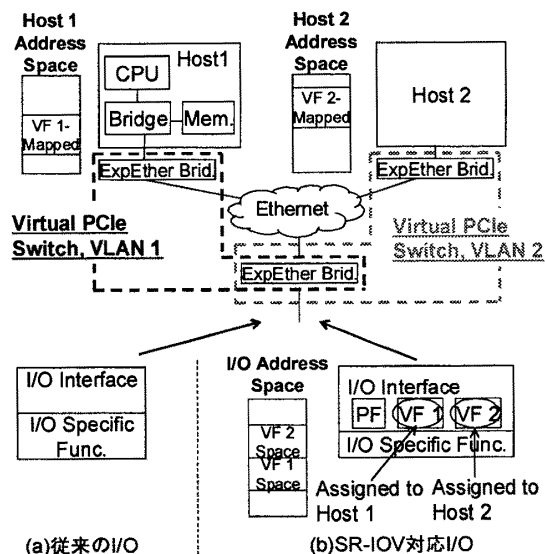 Host 1
Address
Space
VF 1-
Mapped
Host1
CPU
Bridge
Mem.
ExpEther Brid.
Host 2
Address
Space
VF 2-
Mapped
Host 2
ExpEther Brid.
Ethernet
Virtual PCIe
Switch, VLAN 1
Virtual PCIe
Switch, VLAN 2
ExpEther Brid.
I/O Interface
I/O Specific
Func.
(a)従来のI/O
I/O Address
Space
VF 2
Space
VF 1
Space
I/O Interface
PF
VF 1
VF 2
I/O Specific Func.
Assigned to
Host 1
Assigned to
Host 2
(b)SR-IOV対応I/O